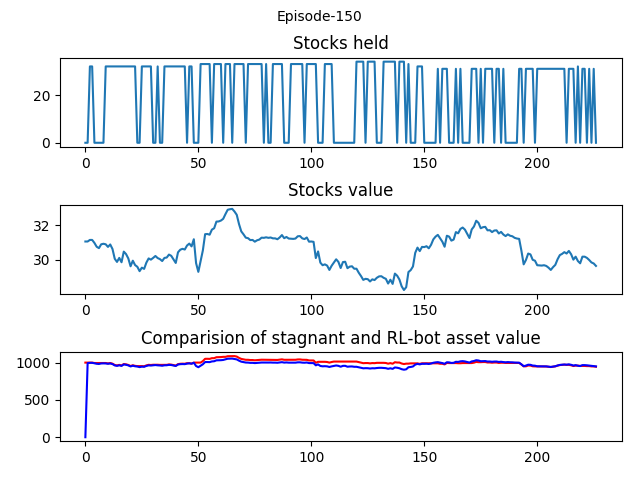 Episode-150
Stocks held
20
0
0 50 100 150 200
Stocks value
32
30
0 50 100 150 200
Comparision of stagnant and RL-bot asset value
1000
500
0
0 50 100 150 200